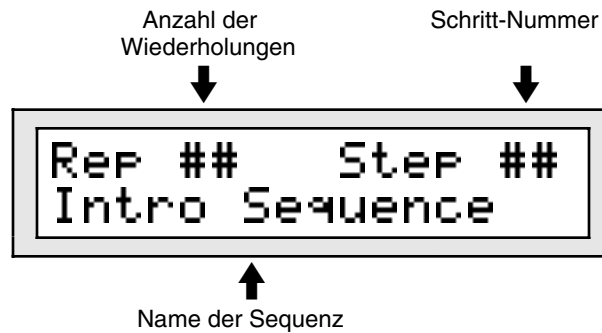 Anzahl der
Wiederholungen
Schritt-Nummer
Rep ## Step ##
Intro Sequence
Name der Sequenz